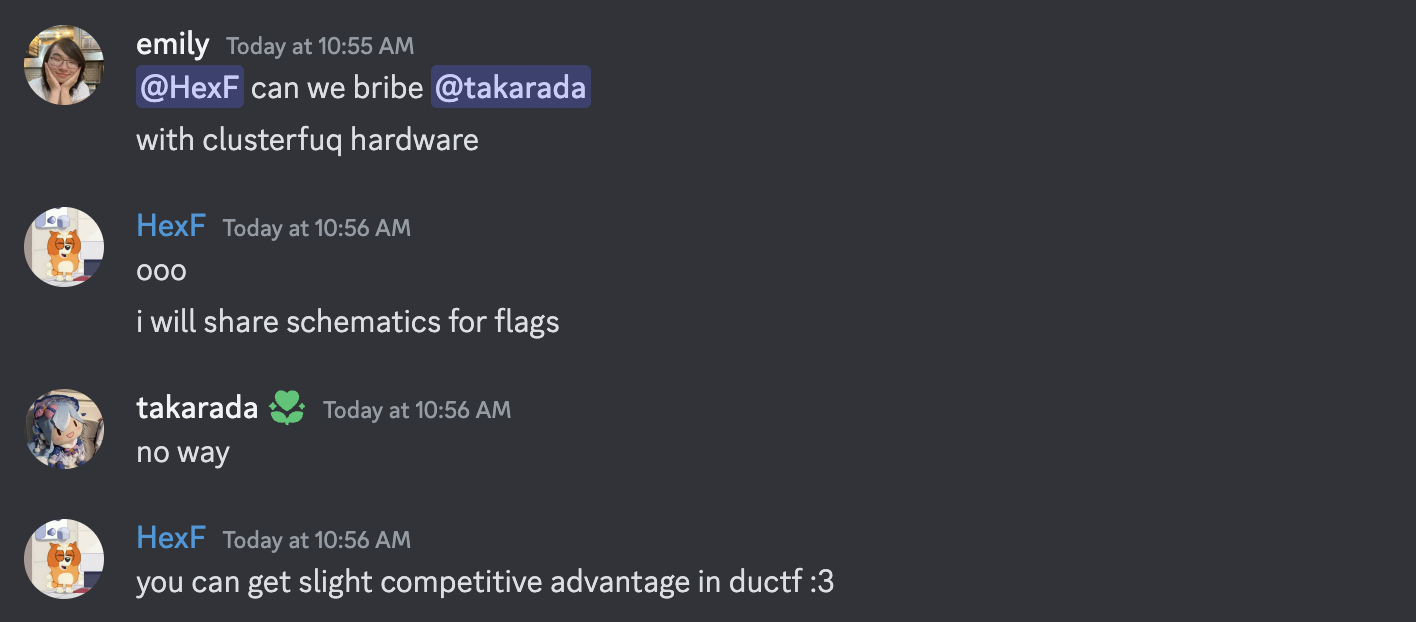 emily Today at 10:55 AM
@HexF can we bribe @takarada
with clusterfuq hardware
HexF Today at 10:56 AM
ooo
i will share schematics for flags
takarada Today at 10:56 AM
no way
HexF Today at 10:56 AM
you can get slight competitive advantage in ductf :3